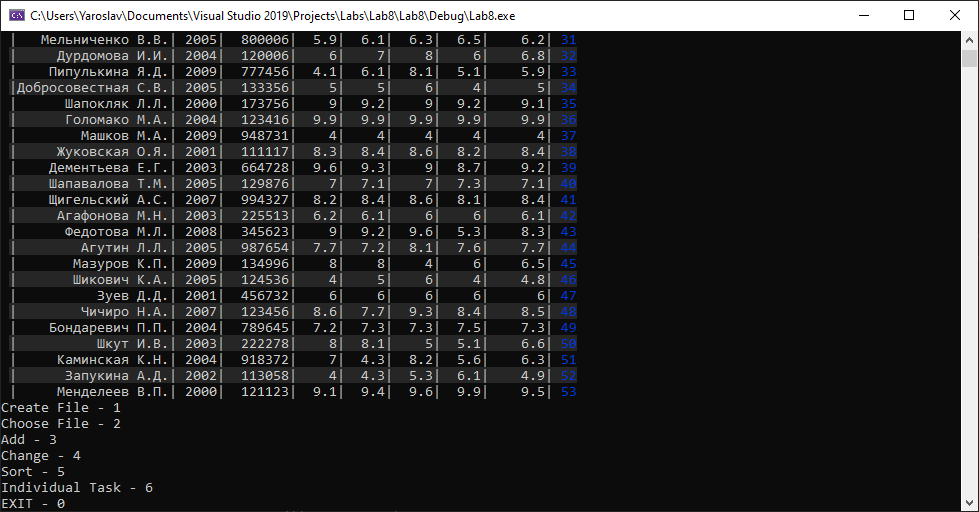 C:\Users\Yaroslav\Documents\Visual Studio 2019\Projects\Labs\Lab8\Lab8\Debug\Lab8.exe
| Мельниченко В.В.| 2005| 800006| 5.9| 6.1| 6.3| 6.5| 6.2| 31
| Дурдомова И.И.| 2004| 120006| 6| 7| 8| 6| 6.8| 32
| Пипулькина Я.Д.| 2009| 777456| 4.1| 6.1| 8.1| 5.1| 5.9| 33
|Добросовестная С.В.| 2005| 133356| 5| 5| 6| 4| 5| 34
| Шапокляк Л.Л.| 2000| 173756| 9| 9.2| 9| 9.2| 9.1| 35
| Голомако М.А.| 2004| 123416| 9.9| 9.9| 9.9| 9.9| 9.9| 36
| Машков М.А.| 2009| 948731| 4| 4| 4| 4| 4| 37
| Жуковская О.Я.| 2001| 111117| 8.3| 8.4| 8.6| 8.2| 8.4| 38
| Дементьева Е.Г.| 2003| 664728| 9.6| 9.3| 9| 8.7| 9.2| 39
| Шапавалова Т.М.| 2005| 129876| 7| 7.1| 7| 7.3| 7.1| 40
| Щигельский А.С.| 2007| 994327| 8.2| 8.4| 8.6| 8.1| 8.4| 41
| Агафонова М.Н.| 2003| 225513| 6.2| 6.1| 6| 6| 6.1| 42
| Федотова М.Л.| 2008| 345623| 9| 9.2| 9.6| 5.3| 8.3| 43
| Агутин Л.Л.| 2005| 987654| 7.7| 7.2| 8.1| 7.6| 7.7| 44
| Мазуров К.П.| 2009| 134996| 8| 8| 4| 6| 6.5| 45
| Шикович К.А.| 2005| 124536| 4| 5| 6| 4| 4.8| 46
| Зуев Д.Д.| 2001| 456732| 6| 6| 6| 6| 6| 47
| Чичиро Н.А.| 2007| 123456| 8.6| 7.7| 9.3| 8.4| 8.5| 48
| Бондаревич П.П.| 2004| 789645| 7.2| 7.3| 7.3| 7.5| 7.3| 49
| Шкут И.В.| 2003| 222278| 8| 8.1| 5| 5.1| 6.6| 50
| Каминская К.Н.| 2004| 918372| 7| 4.3| 8.2| 5.6| 6.3| 51
| Запукина А.Д.| 2002| 113058| 4| 4.3| 5.3| 6.1| 4.9| 52
| Менделеев В.П.| 2000| 121123| 9.1| 9.4| 9.6| 9.9| 9.5| 53
Create File - 1
Choose File - 2
Add - 3
Change - 4
Sort - 5
Individual Task - 6
EXIT - 0